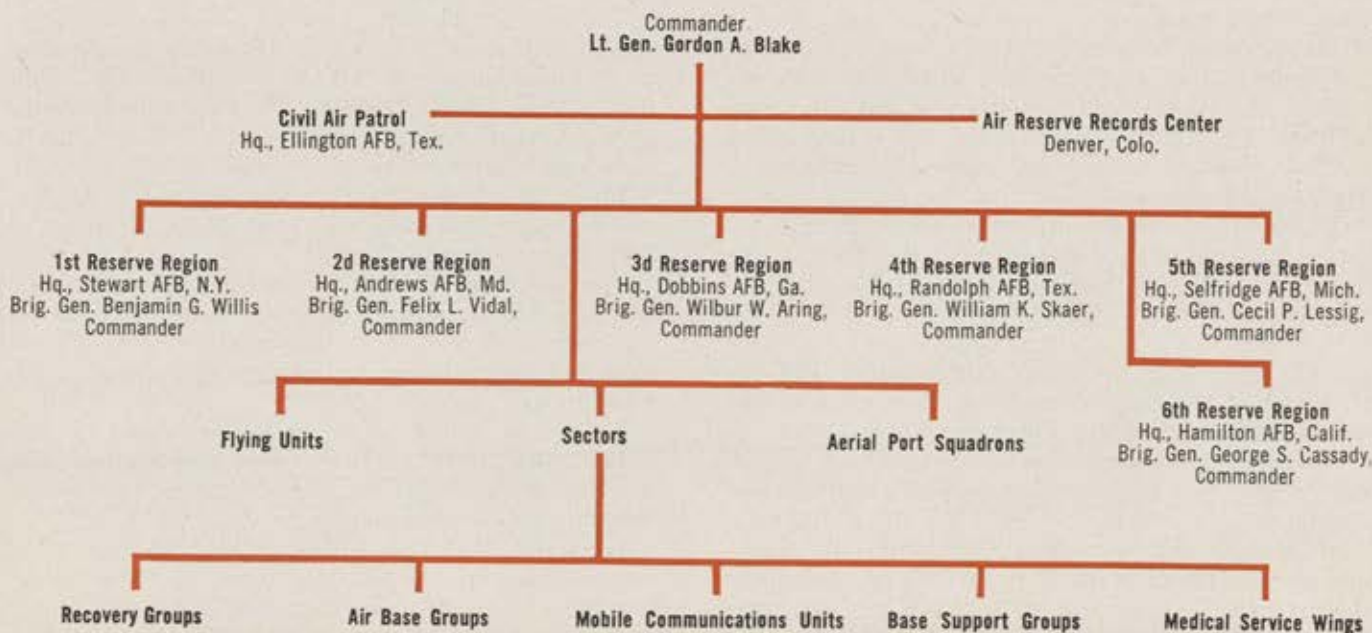 Commander
Lt. Gen. Gordon A. Blake
Civil Air Patrol
Hq., Ellington AFB, Tex.
Air Reserve Records Center
Denver, Colo.
1st Reserve Region
Hq., Stewart AFB, N.Y.
Brig. Gen. Benjamin G. Willis
Commander
2d Reserve Region
Hq., Andrews AFB, Md.
Brig. Gen. Felix L. Vidal,
Commander
3d Reserve Region
Hq., Dobbins AFB, Ga.
Brig. Gen. Wilbur W. Aring,
Commander
4th Reserve Region
Hq., Randolph AFB, Tex.
Brig. Gen. William K. Skaer,
Commander
5th Reserve Region
Hq., Selfridge AFB, Mich.
Brig. Gen. Cecil P. Lessig,
Commander
6th Reserve Region
Hq., Hamilton AFB, Calif.
Brig. Gen. George S. Cassady,
Commander
Flying Units
Sectors
Aerial Port Squadrons
Recovery Groups
Air Base Groups
Mobile Communications Units
Base Support Groups
Medical Service Wings